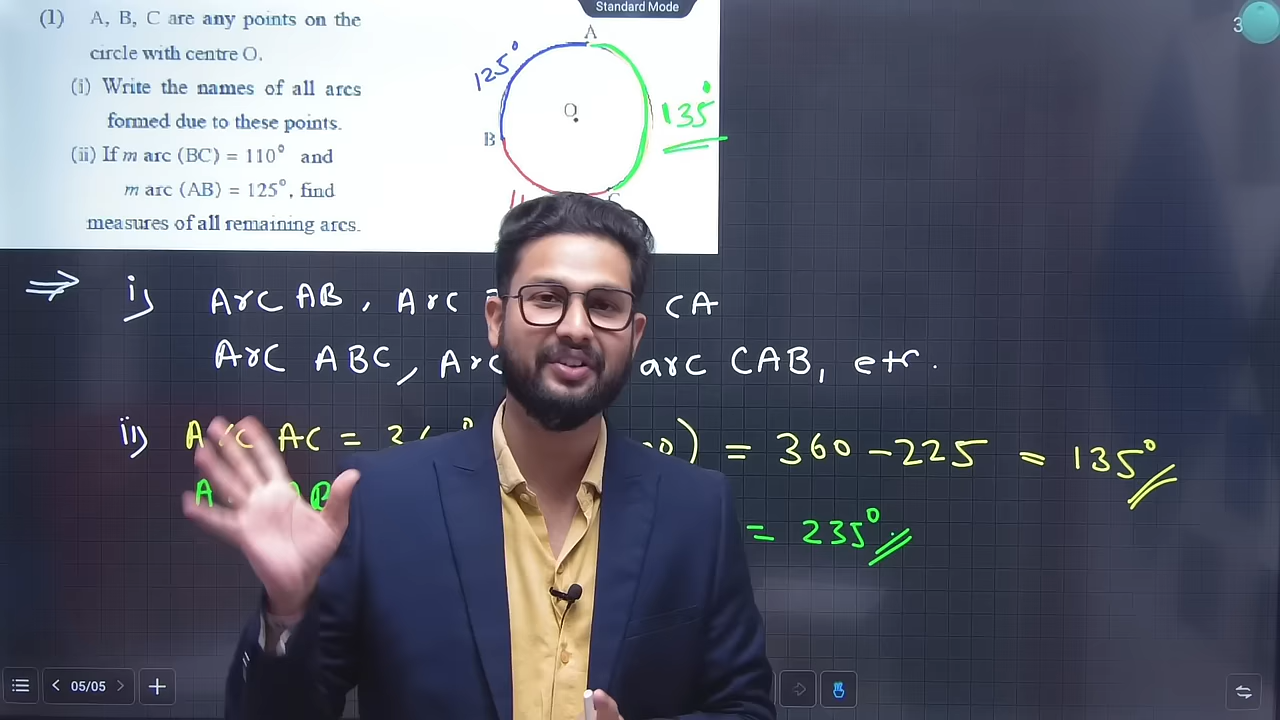 Standard Mode
3
(1) A, B, C are any points on the
circle with centre O.
(i) Write the names of all arcs
formed due to these points.
(ii) If m arc (BC) = 110° and
m arc (AB) = 125°, find
measures of all remaining arcs.
A
125°
O
135°
B
C
⇒ i) Arc AB, Arc CA
Arc ABC, Arc arc CAB, etc.
ii) Arc AC = 360 - 225 = 135°
= 235°
05/05